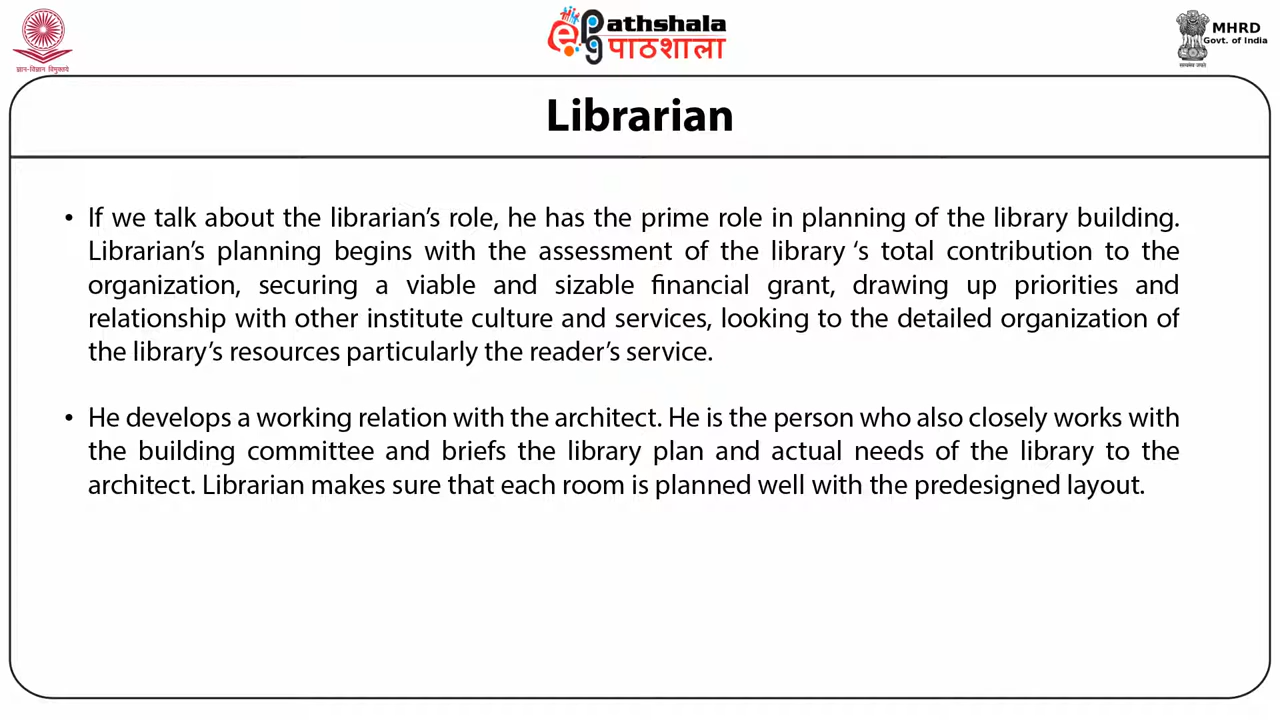 ज्ञान-विज्ञान विमुक्तये
ePG Pathshala
पाठशाला
MHRD
Govt. of India
सत्यमेव जयते
Librarian
• If we talk about the librarian’s role, he has the prime role in planning of the library building.
Librarian’s planning begins with the assessment of the library ‘s total contribution to the
organization, securing a viable and sizable financial grant, drawing up priorities and
relationship with other institute culture and services, looking to the detailed organization of
the library’s resources particularly the reader’s service.
• He develops a working relation with the architect. He is the person who also closely works with
the building committee and briefs the library plan and actual needs of the library to the
architect. Librarian makes sure that each room is planned well with the predesigned layout.